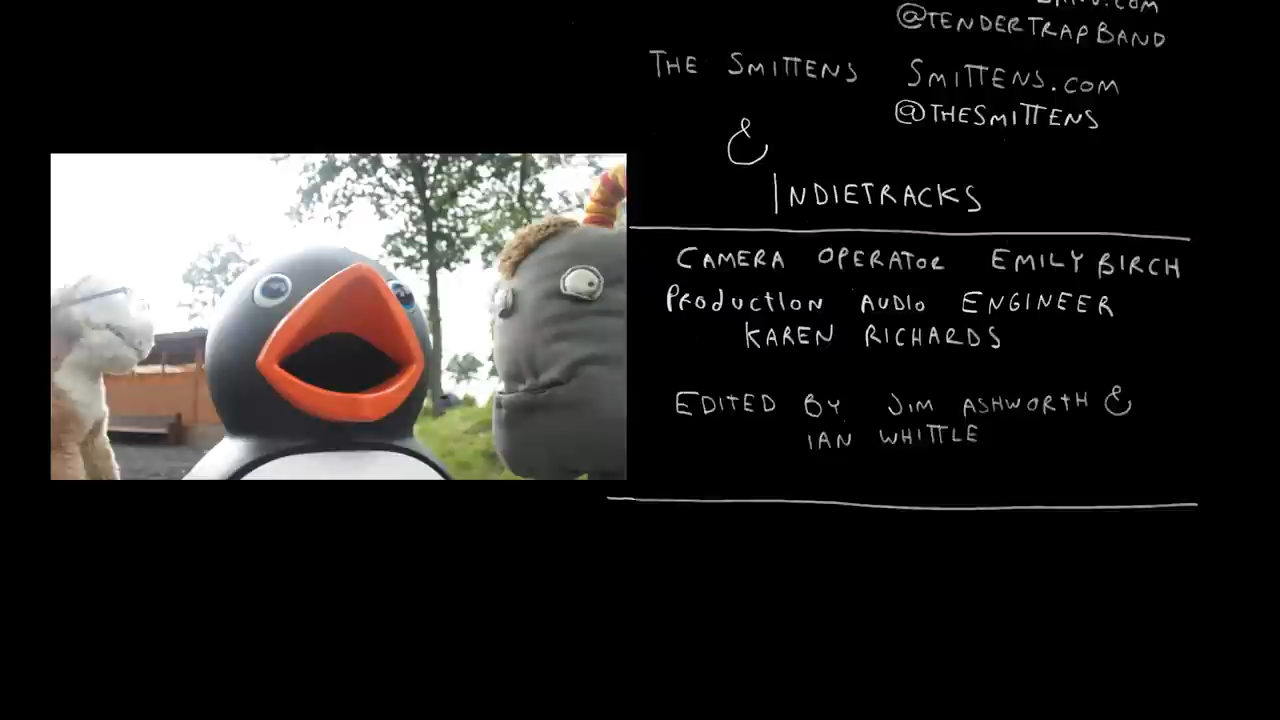 @TENDERTRAPBAND
THE SMITTENS SMITTENS.COM
@THESMITTENS
&
INDIETRACKS
CAMERA OPERATOR EMILY BIRCH
PRODUCTION AUDIO ENGINEER
KAREN RICHARDS
EDITED BY JIM ASHWORTH &
IAN WHITTLE